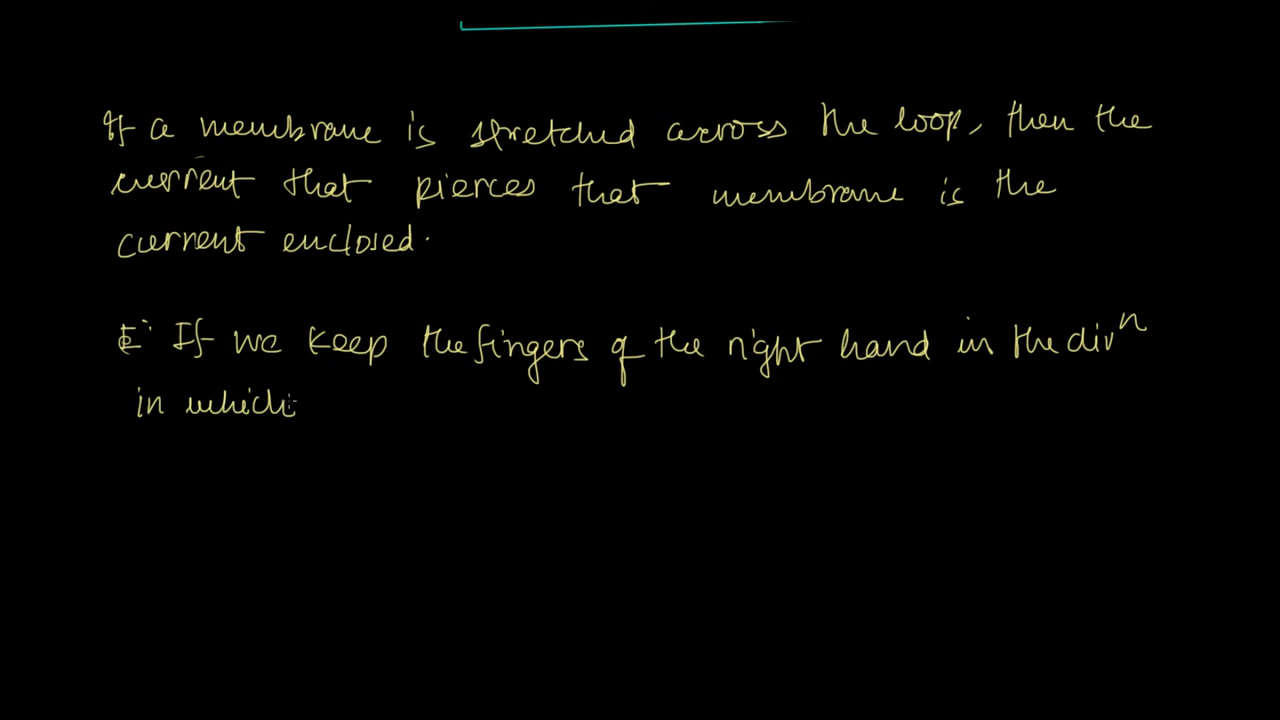 If a membrane is stretched across the loop, then the
current that pierces that membrane is the
current enclosed.
If we keep the fingers of the right hand in the dirⁿ
in which